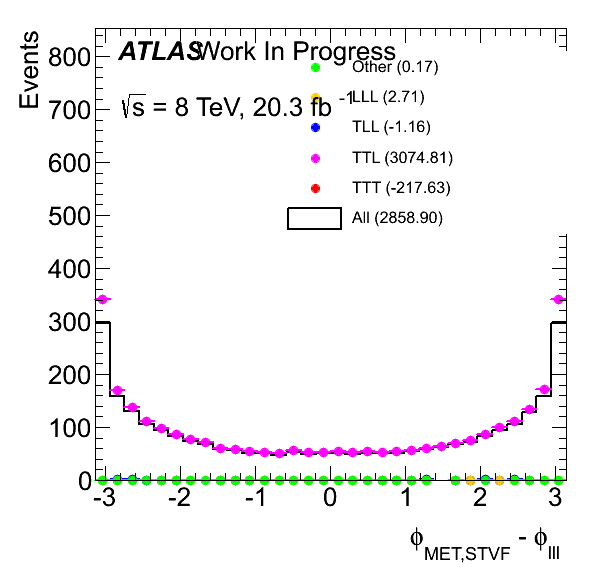 ATLAS Work In Progress
√s = 8 TeV, 20.3 fb -1
Other (0.17)
LLL (2.71)
TLL (-1.16)
TTL (3074.81)
TTT (-217.63)
All (2858.90)
Events
800
700
600
500
400
300
200
100
0
-3 -2 -1 0 1 2 3
ϕMET,STVF - ϕlll